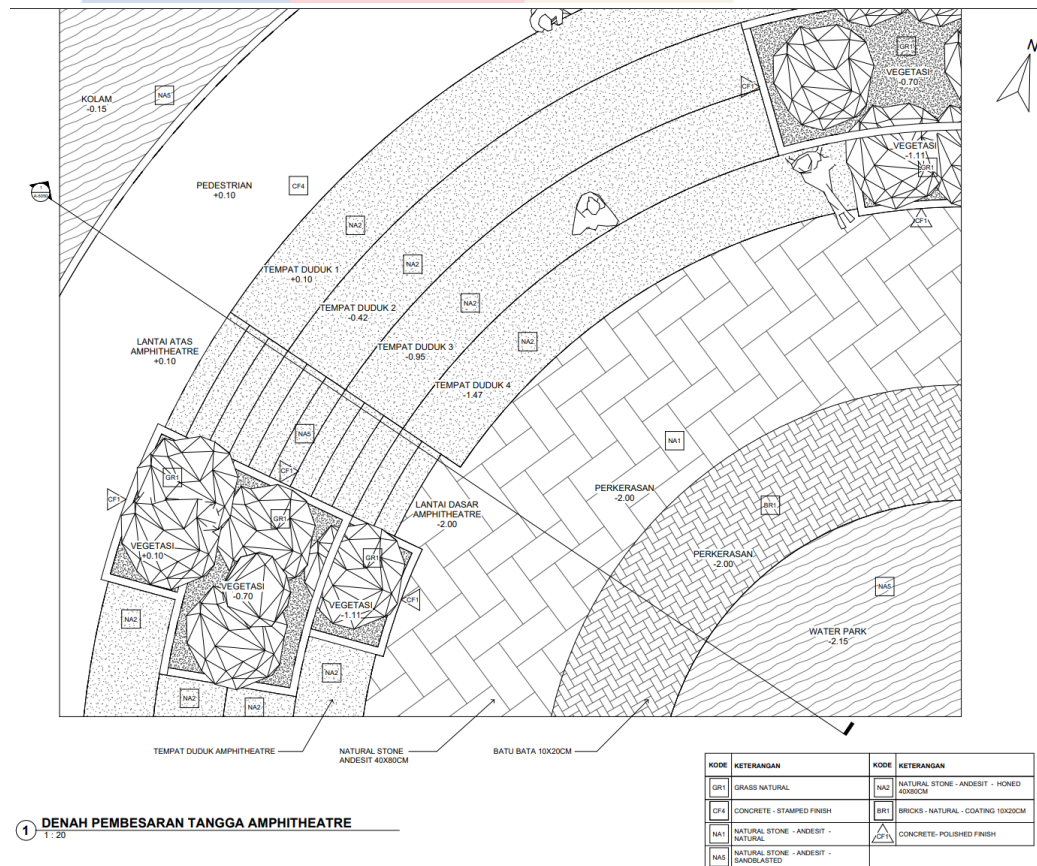 GR1
VEGETASI
-0.70
N
KOLAM
-0.15
NA5
CF1
VEGETASI
-1.11
GR1
CF1
PEDESTRIAN
+0.10
CF4
1
NA2
NA2
TEMPAT DUDUK 1
+0.10
NA2
TEMPAT DUDUK 2
-0.42
NA2
TEMPAT DUDUK 3
-0.95
TEMPAT DUDUK 4
-1.47
LANTAI ATAS
AMPHITHEATRE
+0.10
NA5
NA1
CF1
GR1
CF1
GR1
PERKERASAN
-2.00
BR1
LANTAI DASAR
AMPHITHEATRE
-2.00
VEGETASI
+0.10
GR1
PERKERASAN
-2.00
VEGETASI
-0.70
NA5
VEGETASI
-1.11
CF1
NA2
WATER PARK
-2.15
NA2
NA2
NA2
TEMPAT DUDUK AMPHITHEATRE
NATURAL STONE
ANDESIT 40X80CM
BATU BATA 10X20CM
1 DENAH PEMBESARAN TANGGA AMPHITHEATRE
1 : 20
KODE KETERANGAN KODE KETERANGAN
GR1 GRASS NATURAL NA2 NATURAL STONE - ANDESIT - HONED
40X80CM
CF4 CONCRETE - STAMPED FINISH BR1 BRICKS - NATURAL - COATING 10X20CM
NA1 NATURAL STONE - ANDESIT -
NATURAL CF1 CONCRETE- POLISHED FINISH
NA5 NATURAL STONE - ANDESIT -
SANDBLASTED